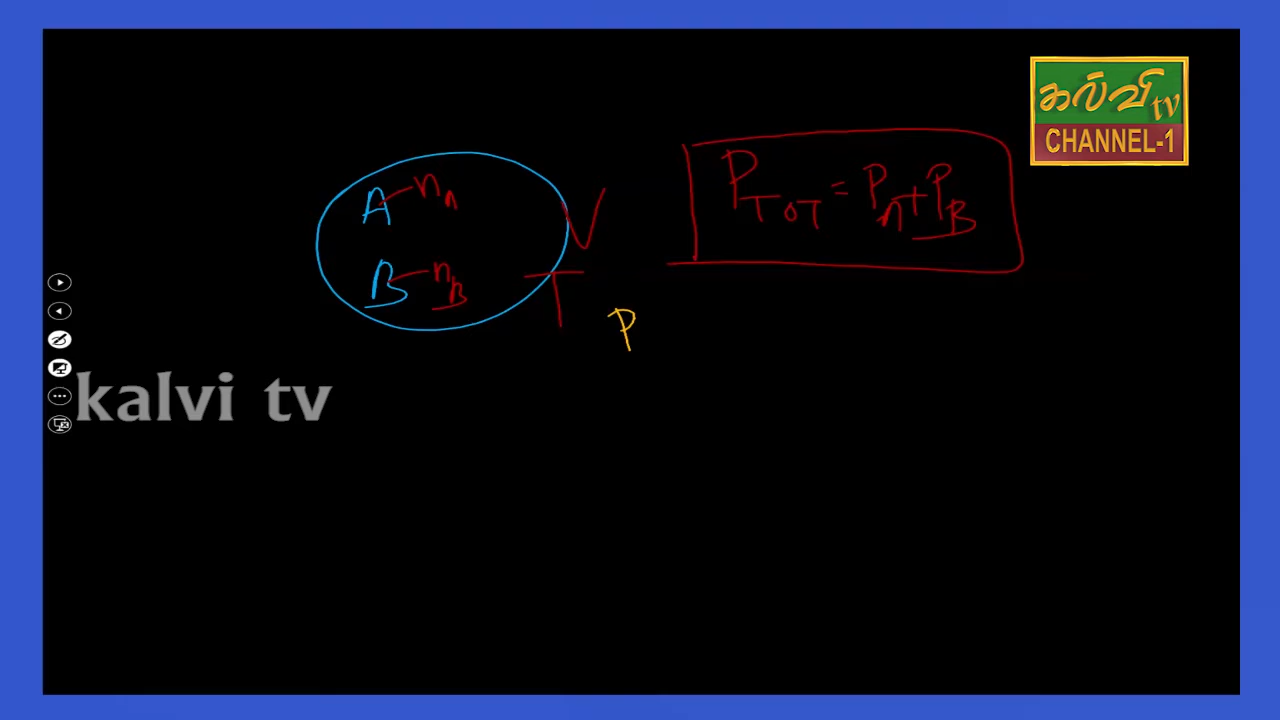 கல்வி tv
CHANNEL-1
A - nA
B - nB
V
T
P
PTOT = PA + PB
kalvi tv